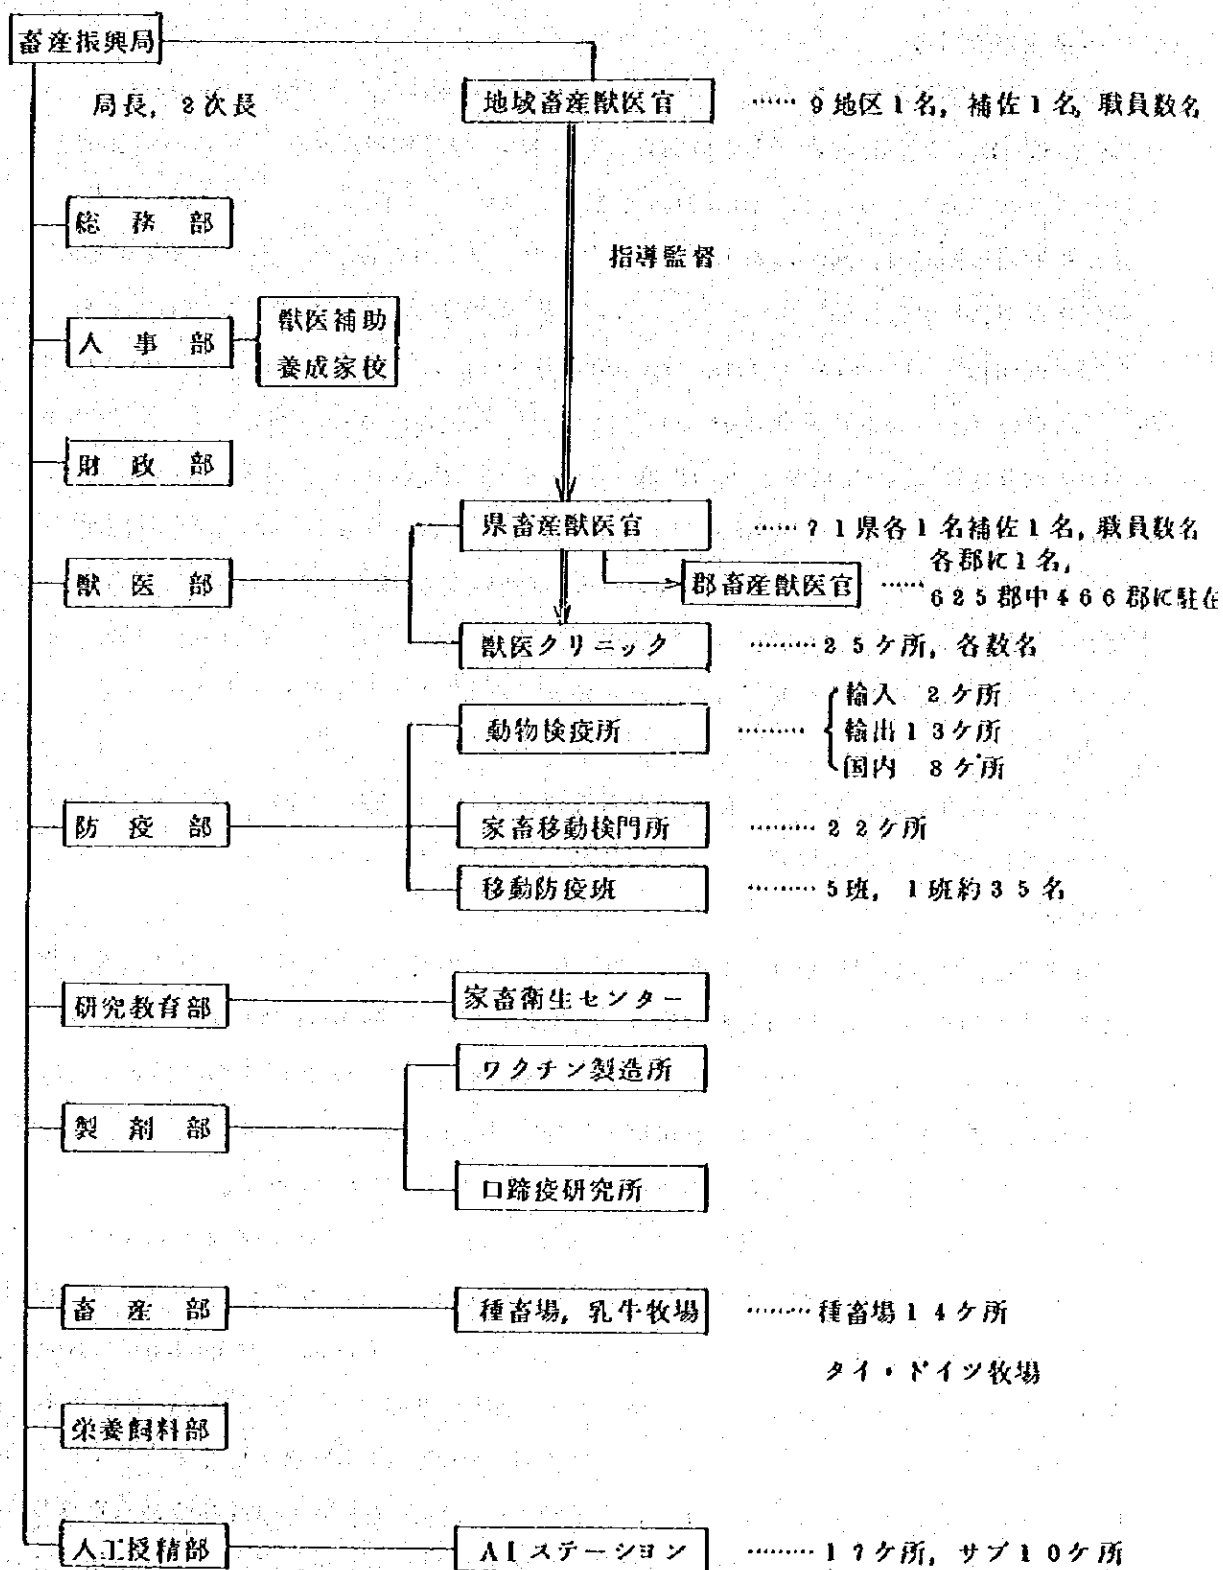 畜産振興局
局長, 2次長
地域畜産獣医官 …… 9地区1名, 補佐1名, 職員数名
総務部
指導監督
人事部
獣医補助
養成家校
財政部
県畜産獣医官 …… 71県各1名補佐1名, 職員数名
各郡に1名,
獣医部
郡畜産獣医官 ……
625郡中466郡に駐在
獣医クリニック ……… 25ケ所, 各数名
輸入 2ケ所
動物検疫所 ……… 輸出13ケ所
国内 8ケ所
防疫部
家畜移動検門所 ……… 22ケ所
移動防疫班 ……… 5班, 1班約35名
研究教育部
家畜衛生センター
ワクチン製造所
製剤部
口蹄疫研究所
畜産部
種畜場, 乳牛牧場 ……… 種畜場14ケ所
タイ・ドイツ牧場
栄養飼料部
人工授精部
AIステーション ……… 17ケ所, サブ10ケ所